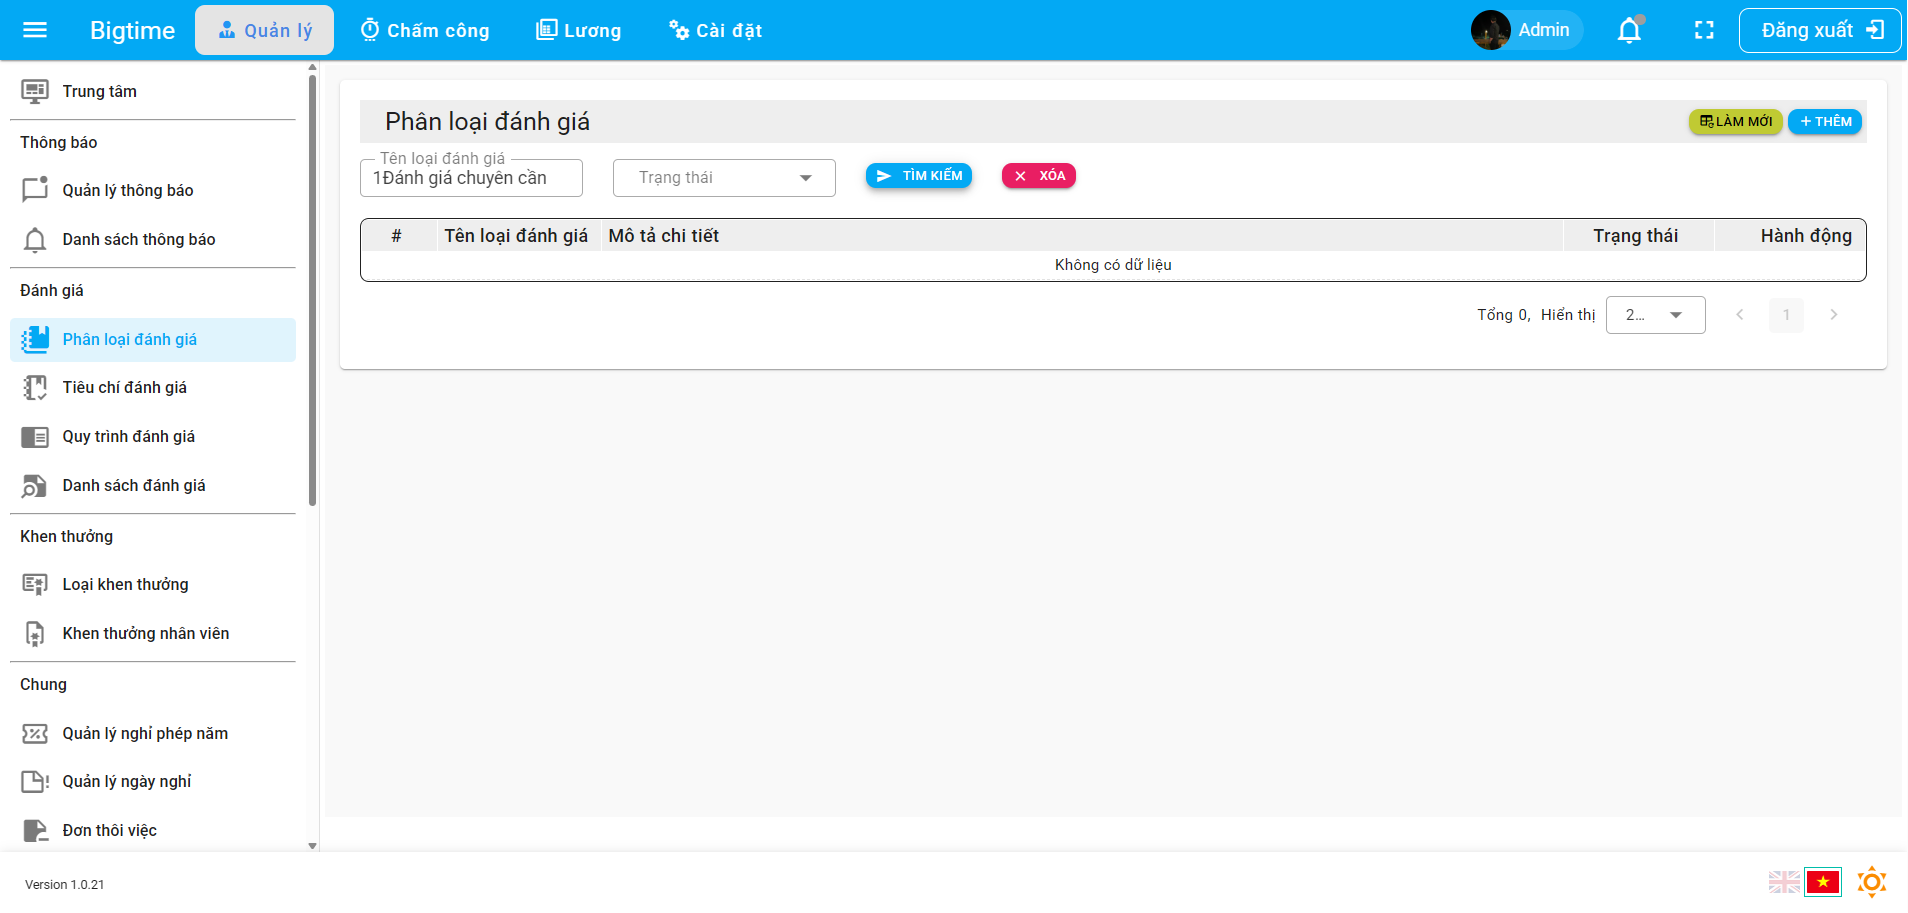 Bigtime
Quản lý
Chấm công
Lương
Cài đặt
Admin
Đăng xuất
Trung tâm
Thông báo
Quản lý thông báo
Danh sách thông báo
Đánh giá
Phân loại đánh giá
Tiêu chí đánh giá
Quy trình đánh giá
Danh sách đánh giá
Khen thưởng
Loại khen thưởng
Khen thưởng nhân viên
Chung
Quản lý nghỉ phép năm
Quản lý ngày nghỉ
Đơn thôi việc
Phân loại đánh giá
LÀM MỚI
THÊM
Tên loại đánh giá
1Đánh giá chuyên cần
Trạng thái
TÌM KIẾM
XÓA
# Tên loại đánh giá Mô tả chi tiết Trạng thái Hành động
Không có dữ liệu
Tổng 0, Hiển thị 2... 1
Version 1.0.21